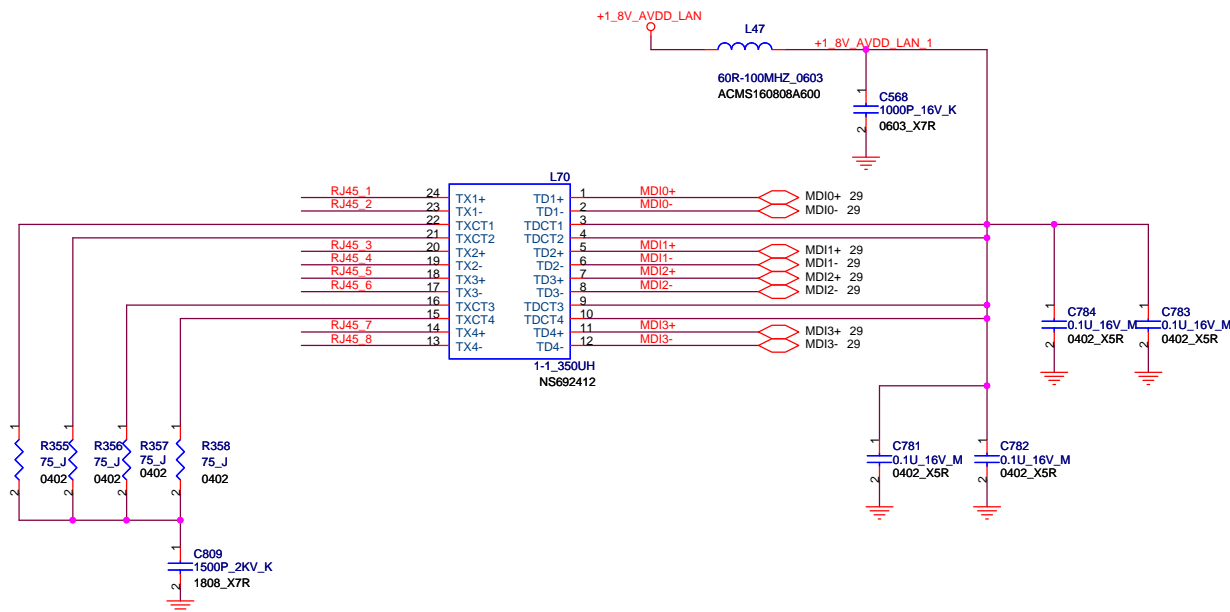 +1_8V_AVDD_LAN
L47
+1_8V_AVDD_LAN_1
60R-100MHZ_0603
ACMS160808A600
1
C568
1000P_16V_K
2
0603_X7R
L70
RJ45_1 24 TX1+ TD1+ 1 MDI0+ MDI0+ 29
RJ45_2 23 TX1- TD1- 2 MDI0- MDI0- 29
22 TXCT1 TDCT1 3
21 TXCT2 TDCT2 4
RJ45_3 20 TX2+ TD2+ 5 MDI1+ MDI1+ 29
RJ45_4 19 TX2- TD2- 6 MDI1- MDI1- 29
RJ45_5 18 TX3+ TD3+ 7 MDI2+ MDI2+ 29
RJ45_6 17 TX3- TD3- 8 MDI2- MDI2- 29
16 TXCT3 TDCT3 9
15 TXCT4 TDCT4 10
RJ45_7 14 TX4+ TD4+ 11 MDI3+ MDI3+ 29
RJ45_8 13 TX4- TD4- 12 MDI3- MDI3- 29
1-1_350UH
NS692412
1
C784
0.1U_16V_M
2
0402_X5R
1
C783
0.1U_16V_M
2
0402_X5R
1
R355
75_J
0402
2
1
R356
75_J
0402
2
1
R357
75_J
0402
2
1
R358
75_J
0402
2
1
C781
0.1U_16V_M
2
0402_X5R
1
C782
0.1U_16V_M
2
0402_X5R
1
C809
1500P_2KV_K
2
1808_X7R